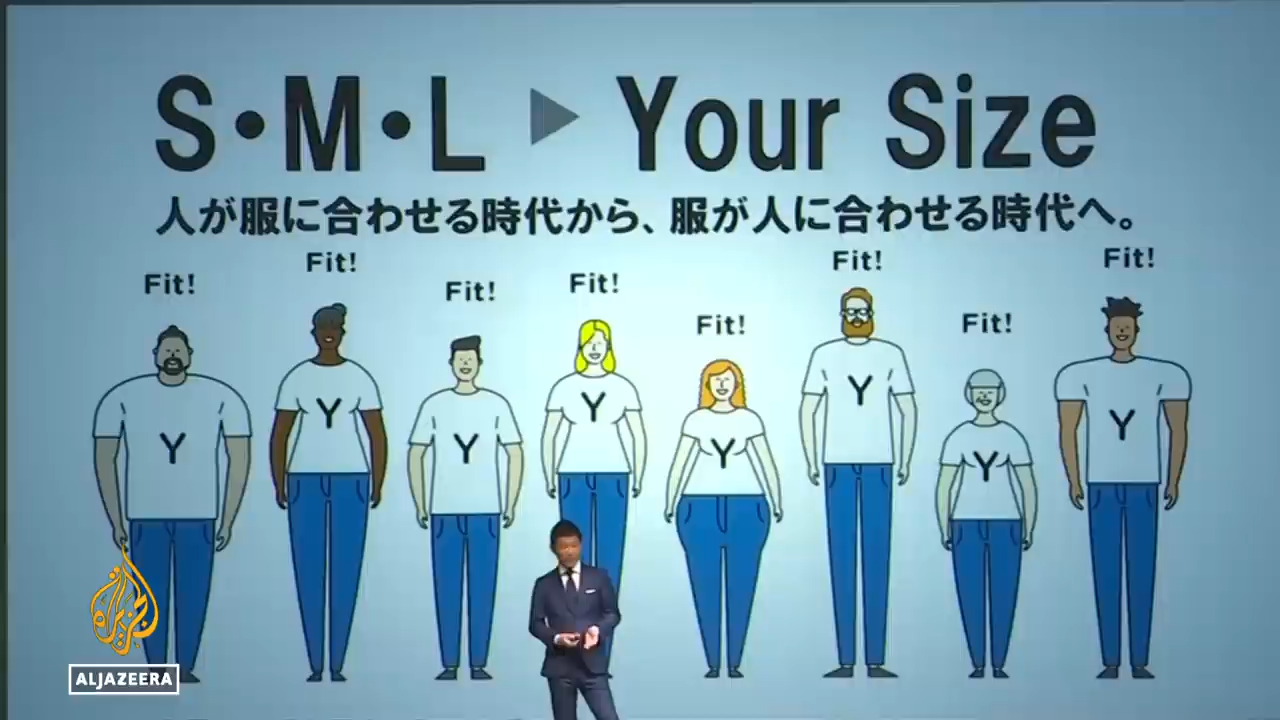 S・M・L ▶ Your Size
人が服に合わせる時代から、服が人に合わせる時代へ。
Fit! Fit! Fit! Fit! Fit! Fit! Fit! Fit!
Y Y Y Y Y Y Y Y
الجزيرة
ALJAZEERA